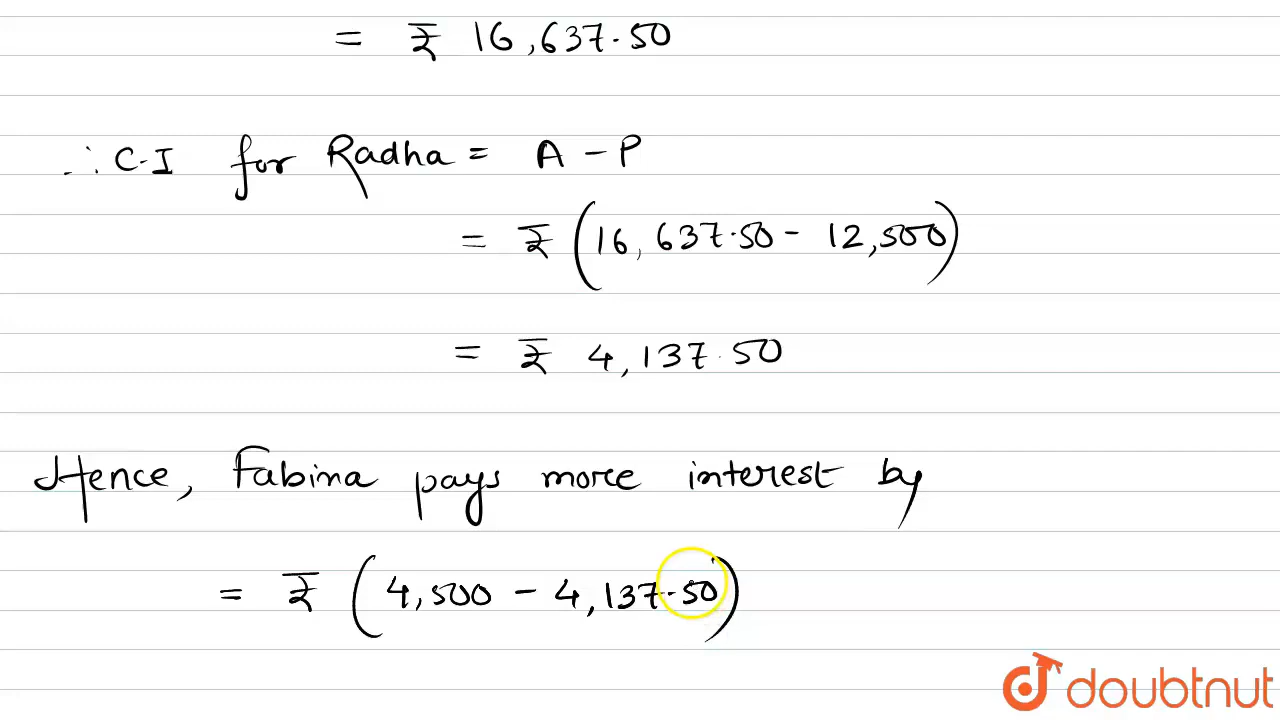 = ₹ 16,637.50
∴ C.I for Radha = A - P
= ₹ (16,637.50 - 12,500)
= ₹ 4,137.50
Hence, Fabina pays more interest by
= ₹ (4,500 - 4,137.50)
doubtnut